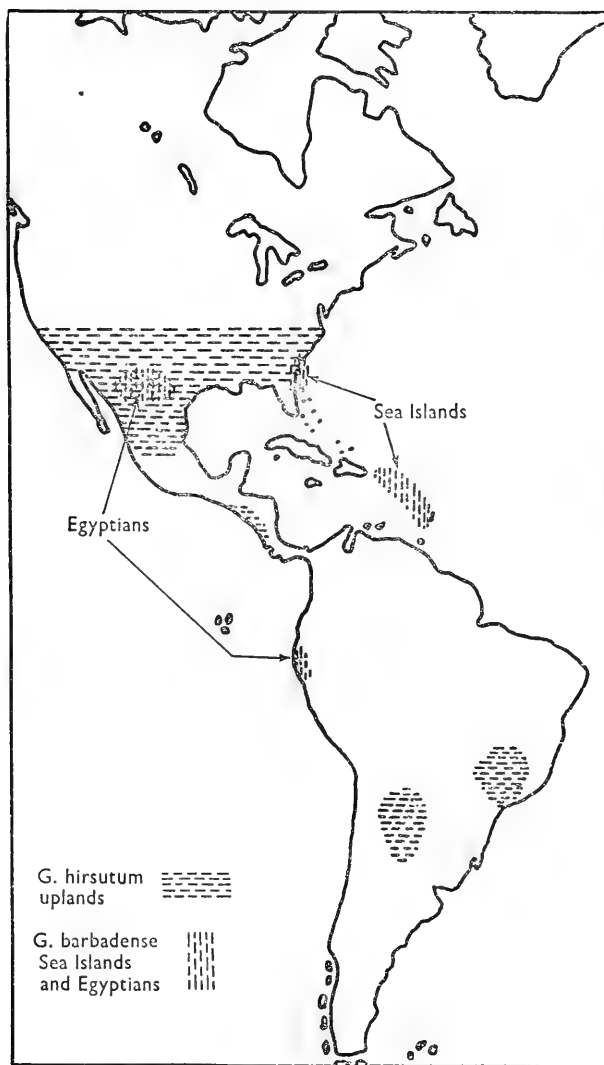 Sea Islands
Egyptians
G. hirsutum
uplands
G. barbadense
Sea Islands
and Egyptians